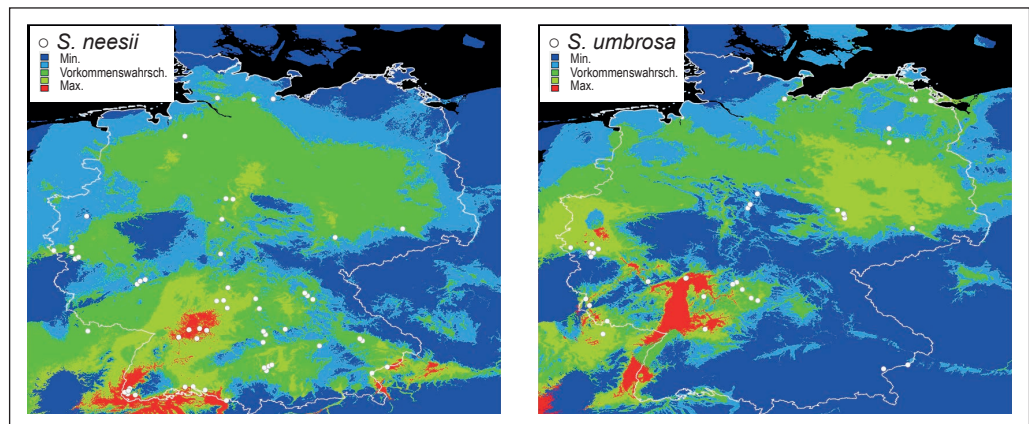 S. neesii
Min.
Vorkommenswahrsch.
Max.
S. umbrosa
Min.
Vorkommenswahrsch.
Max.